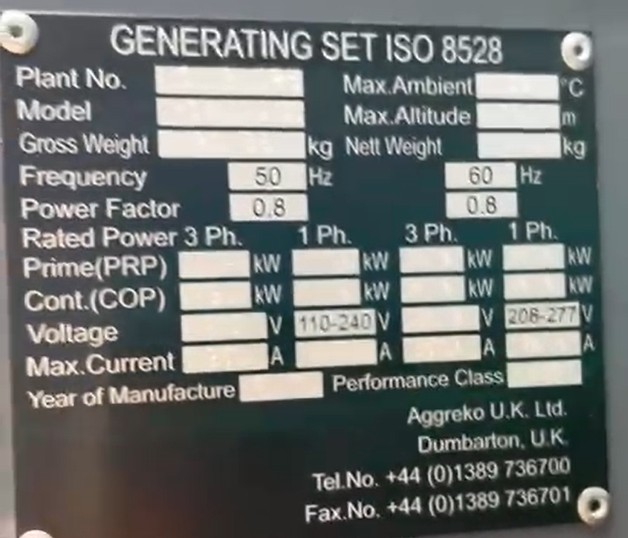 GENERATING SET ISO 8528
Plant No. Max.Ambient °C
Model Max.Altitude m
Gross Weight kg Nett Weight kg
Frequency 50 Hz 60 Hz
Power Factor 0.8 0.8
Rated Power 3 Ph. 1 Ph. 3 Ph. 1 Ph.
Prime(PRP) kW kW kW kW
Cont.(COP) kW kW kW kW
Voltage V 110-240 V V 208-277 V
Max.Current A A A A
Year of Manufacture Performance Class
Aggreko U.K. Ltd.
Dumbarton, U.K.
Tel.No. +44 (0)1389 736700
Fax.No. +44 (0)1389 736701